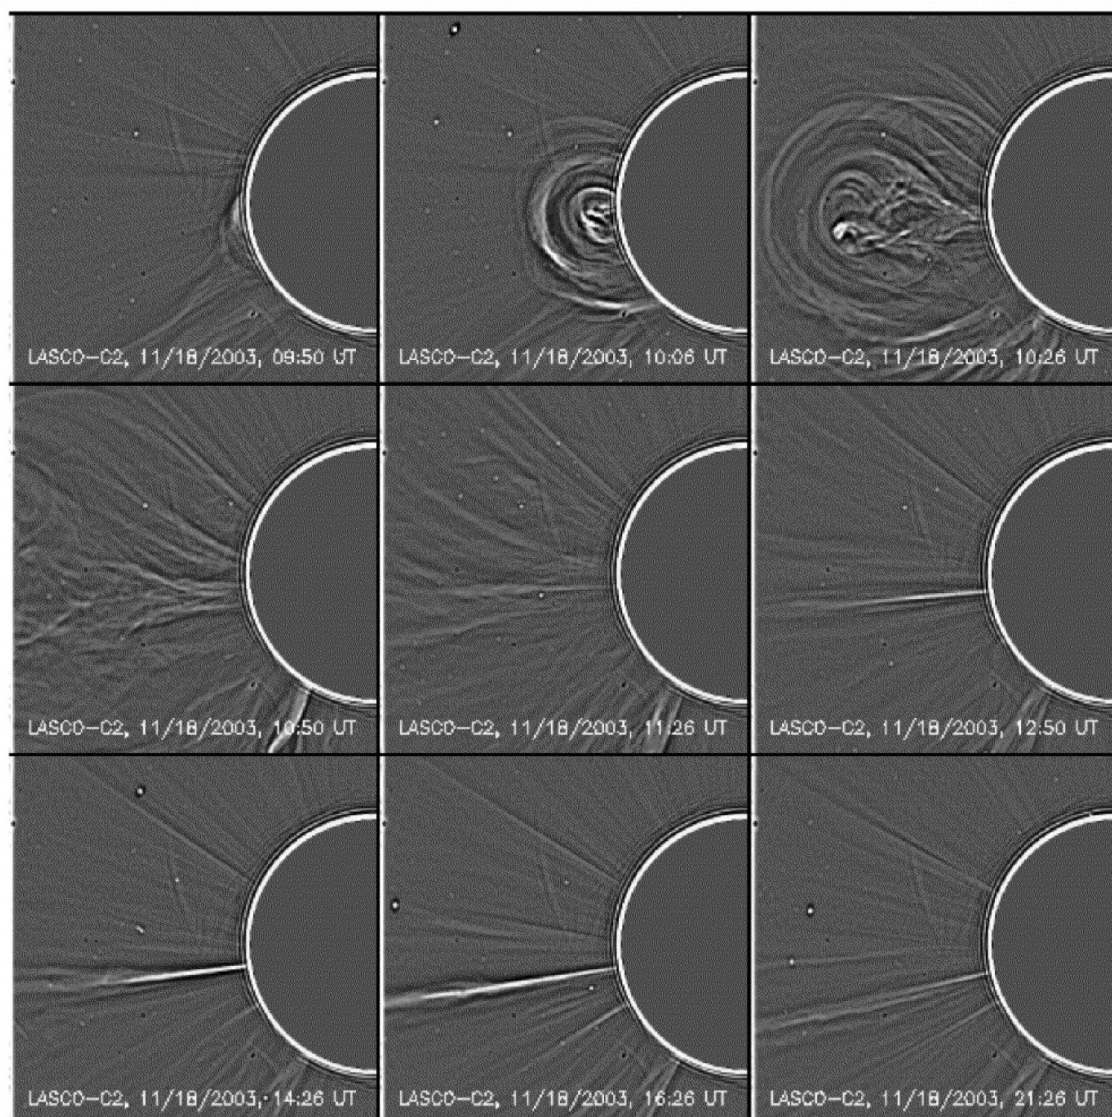 LASCO-C2, 11/18/2003, 09:50 UT
LASCO-C2, 11/18/2003, 10:06 UT
LASCO-C2, 11/18/2003, 10:26 UT
LASCO-C2, 11/18/2003, 10:50 UT
LASCO-C2, 11/18/2003, 11:26 UT
LASCO-C2, 11/18/2003, 12:50 UT
LASCO-C2, 11/18/2003, 14:26 UT
LASCO-C2, 11/18/2003, 16:26 UT
LASCO-C2, 11/18/2003, 21:26 UT